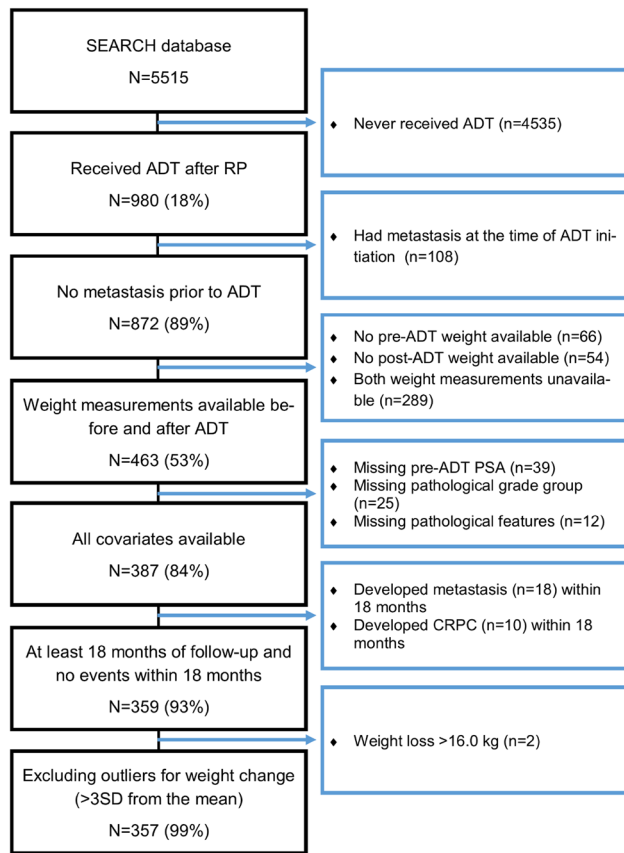 SEARCH database
N=5515
♦ Never received ADT (n=4535)
Received ADT after RP
N=980 (18%)
♦ Had metastasis at the time of ADT ini-
tiation (n=108)
No metastasis prior to ADT
N=872 (89%)
♦ No pre-ADT weight available (n=66)
♦ No post-ADT weight available (n=54)
♦ Both weight measurements unavaila-
ble (n=289)
Weight measurements available be-
fore and after ADT
N=463 (53%)
♦ Missing pre-ADT PSA (n=39)
♦ Missing pathological grade group
(n=25)
♦ Missing pathological features (n=12)
All covariates available
N=387 (84%)
♦ Developed metastasis (n=18) within
18 months
♦ Developed CRPC (n=10) within 18
months
At least 18 months of follow-up and
no events within 18 months
N=359 (93%)
♦ Weight loss >16.0 kg (n=2)
Excluding outliers for weight change
(>3SD from the mean)
N=357 (99%)